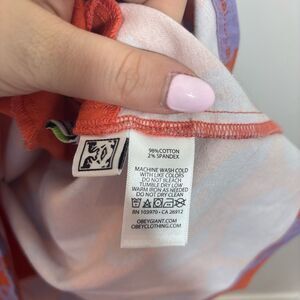 98% COTTON
2% SPANDEX
MACHINE WASH COLD
WITH LIKE COLORS
DO NOT BLEACH
TUMBLE DRY LOW
WARM IRON AS NEEDED
DO NOT DRY CLEAN
RN 103970 • CA 26912
OBEYGIANT.COM
OBEYCLOTHING.COM